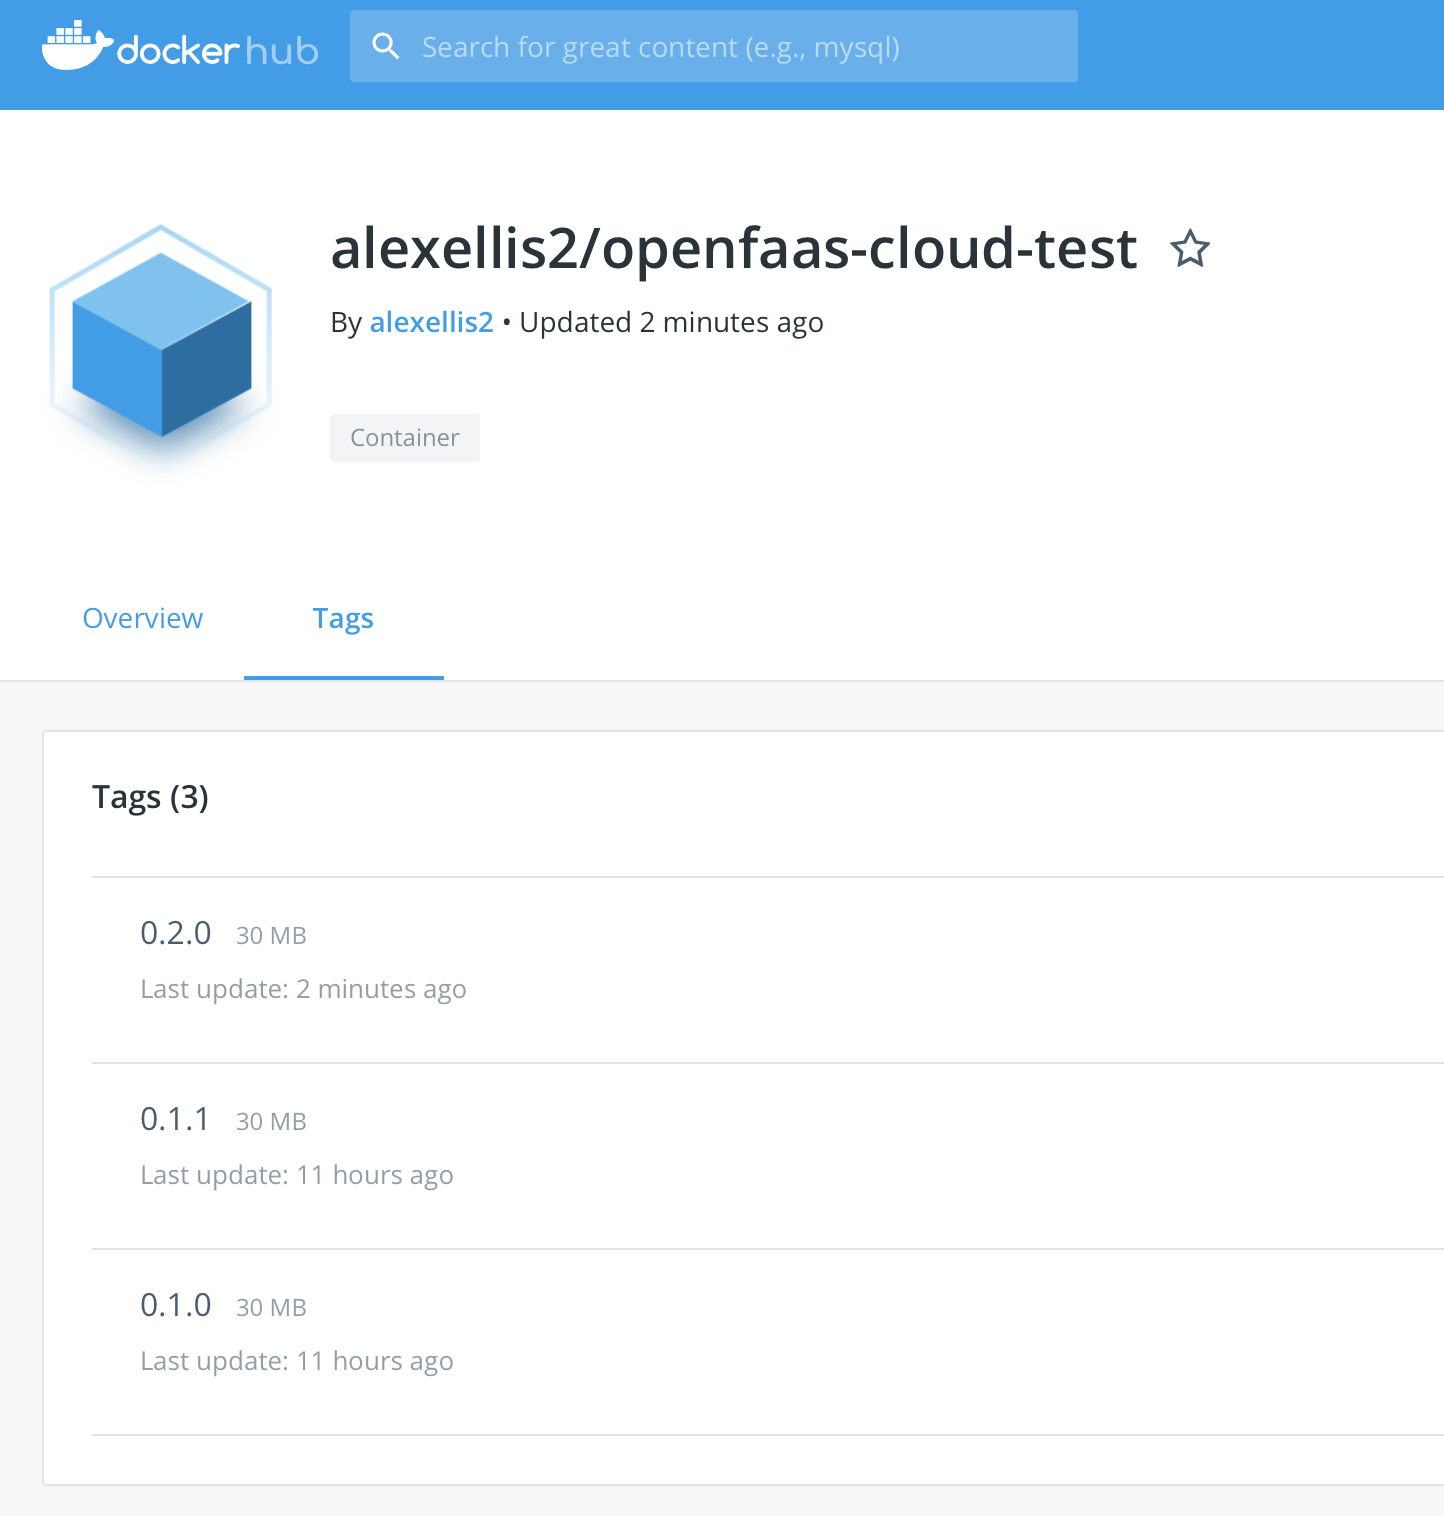 docker hub
Search for great content (e.g., mysql)
alexellis2/openfaas-cloud-test
By alexellis2 • Updated 2 minutes ago
Container
Overview Tags
Tags (3)
0.2.0 30 MB
Last update: 2 minutes ago
0.1.1 30 MB
Last update: 11 hours ago
0.1.0 30 MB
Last update: 11 hours ago